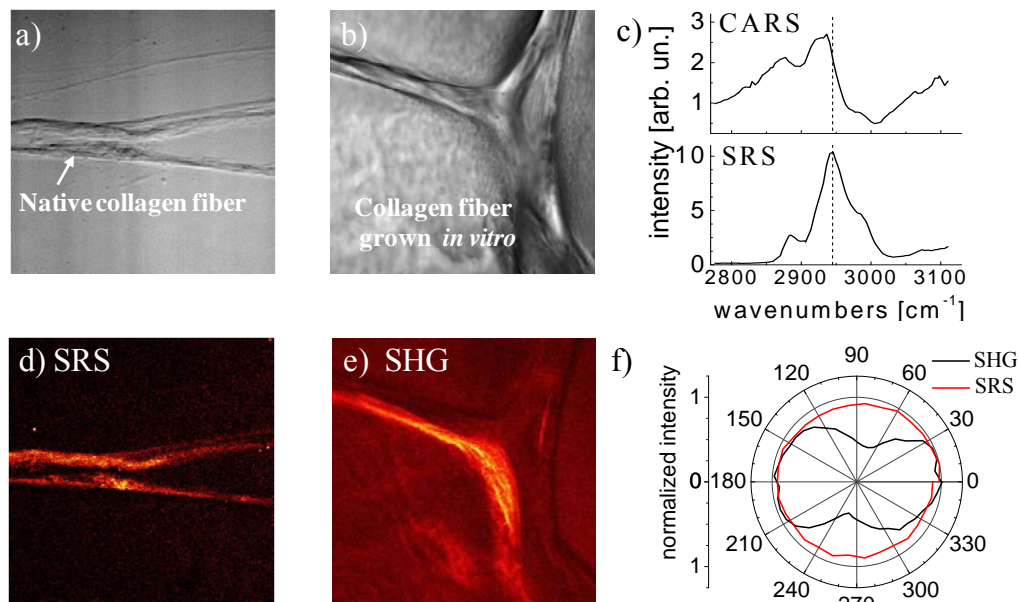 a)
Native collagen fiber
b)
Collagen fiber
grown in vitro
c)
CARS
3
2
1
SRS
10
5
0
intensity [arb. un.]
2800 2900 3000 3100
wavenumbers [cm⁻¹]
d) SRS
e) SHG
f)
SHG
SRS
normalized intensity
1
0
1
0
30
60
90
120
150
180
210
240
270
300
330